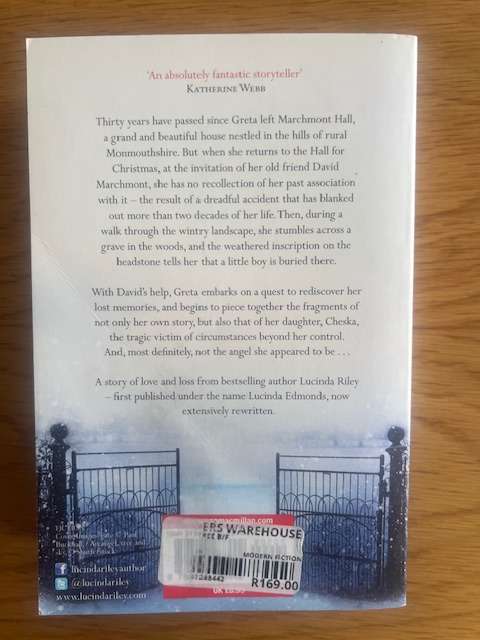 'An absolutely fantastic storyteller'
KATHERINE WEBB
Thirty years have passed since Greta left Marchmont Hall,
a grand and beautiful house nestled in the hills of rural
Monmouthshire. But when she returns to the Hall for
Christmas, at the invitation of her old friend David
Marchmont, she has no recollection of her past association
with it – the result of a dreadful accident that has blanked
out more than two decades of her life. Then, during a
walk through the wintry landscape, she stumbles across a
grave in the woods, and the weathered inscription on the
headstone tells her that a little boy is buried there.
With David's help, Greta embarks on a quest to rediscover her
lost memories, and begins to piece together the fragments of
not only her own story, but also that of her daughter, Cheska,
the tragic victim of circumstances beyond her control.
And, most definitely, not the angel she appeared to be . . .
A story of love and loss from bestselling author Lucinda Riley
– first published under the name Lucinda Edmonds, now
extensively rewritten.
macmillan.com
ERS WAREHOUSE
REE B/F
MODERN FICTION
R169.00
lucindarileyauthor
@lucindariley
www.lucindariley.com